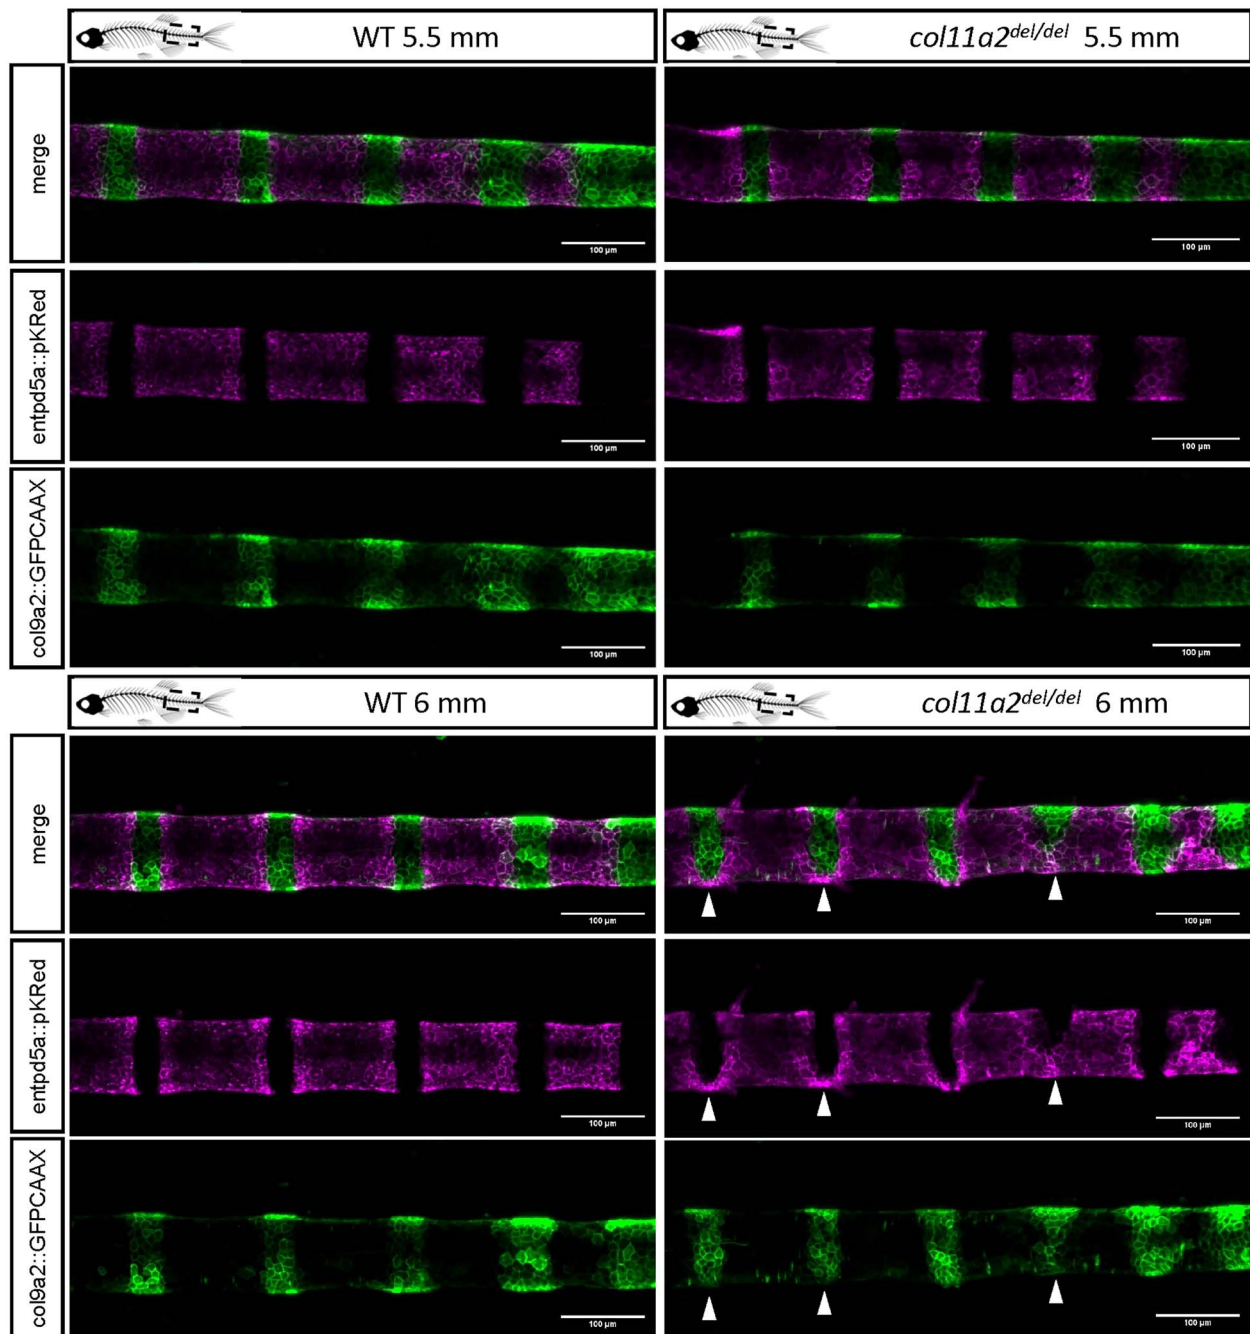 WT 5.5 mm
col11a2del/del 5.5 mm
merge
100 µm
100 µm
entpd5a::pKRed
100 µm
100 µm
col9a2::GFPCAAX
100 µm
100 µm
WT 6 mm
col11a2del/del 6 mm
merge
100 µm
100 µm
entpd5a::pKRed
100 µm
100 µm
col9a2::GFPCAAX
100 µm
100 µm